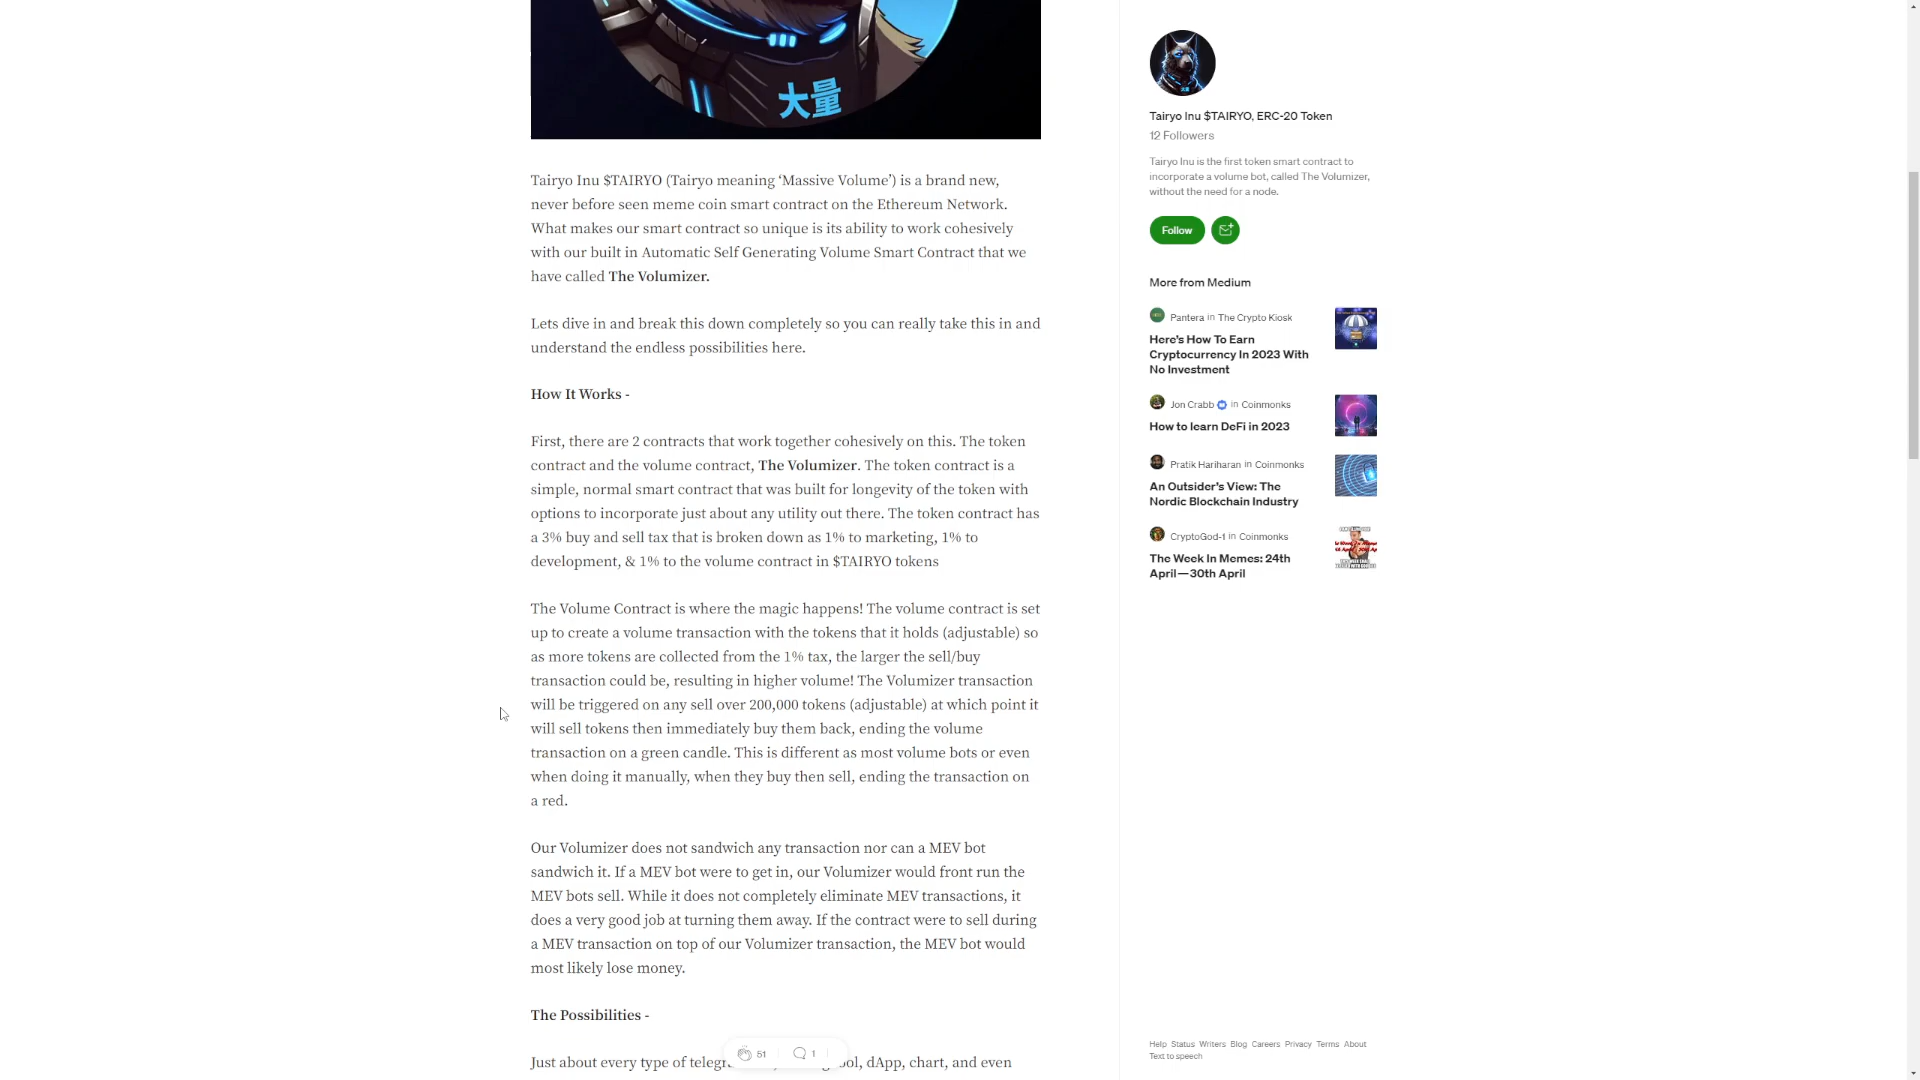 大量
Tairyo Inu $TAIRYO (Tairyo meaning ‘Massive Volume’) is a brand new,
never before seen meme coin smart contract on the Ethereum Network.
What makes our smart contract so unique is its ability to work cohesively
with our built in Automatic Self Generating Volume Smart Contract that we
have called The Volumizer.
Lets dive in and break this down completely so you can really take this in and
understand the endless possibilities here.
How It Works -
First, there are 2 contracts that work together cohesively on this. The token
contract and the volume contract, The Volumizer. The token contract is a
simple, normal smart contract that was built for longevity of the token with
options to incorporate just about any utility out there. The token contract has
a 3% buy and sell tax that is broken down as 1% to marketing, 1% to
development, & 1% to the volume contract in $TAIRYO tokens
The Volume Contract is where the magic happens! The volume contract is set
up to create a volume transaction with the tokens that it holds (adjustable) so
as more tokens are collected from the 1% tax, the larger the sell/buy
transaction could be, resulting in higher volume! The Volumizer transaction
will be triggered on any sell over 200,000 tokens (adjustable) at which point it
will sell tokens then immediately buy them back, ending the volume
transaction on a green candle. This is different as most volume bots or even
when doing it manually, when they buy then sell, ending the transaction on
a red.
Our Volumizer does not sandwich any transaction nor can a MEV bot
sandwich it. If a MEV bot were to get in, our Volumizer would front run the
MEV bots sell. While it does not completely eliminate MEV transactions, it
does a very good job at turning them away. If the contract were to sell during
a MEV transaction on top of our Volumizer transaction, the MEV bot would
most likely lose money.
The Possibilities -
Just about every type of dApp, chart, and even
51 1
Tairyo Inu $TAIRYO, ERC-20 Token
12 Followers
Tairyo Inu is the first token smart contract to
incorporate a volume bot, called The Volumizer,
without the need for a node.
Follow
More from Medium
Pantera in The Crypto Kiosk
Here’s How To Earn
Cryptocurrency In 2023 With
No Investment
Jon Crabb in Coinmonks
How to learn DeFi in 2023
Pratik Hariharan in Coinmonks
An Outsider’s View: The
Nordic Blockchain Industry
CryptoGod-1 in Coinmonks
The Week In Memes: 24th
April — 30th April
Help Status Writers Blog Careers Privacy Terms About
Text to speech